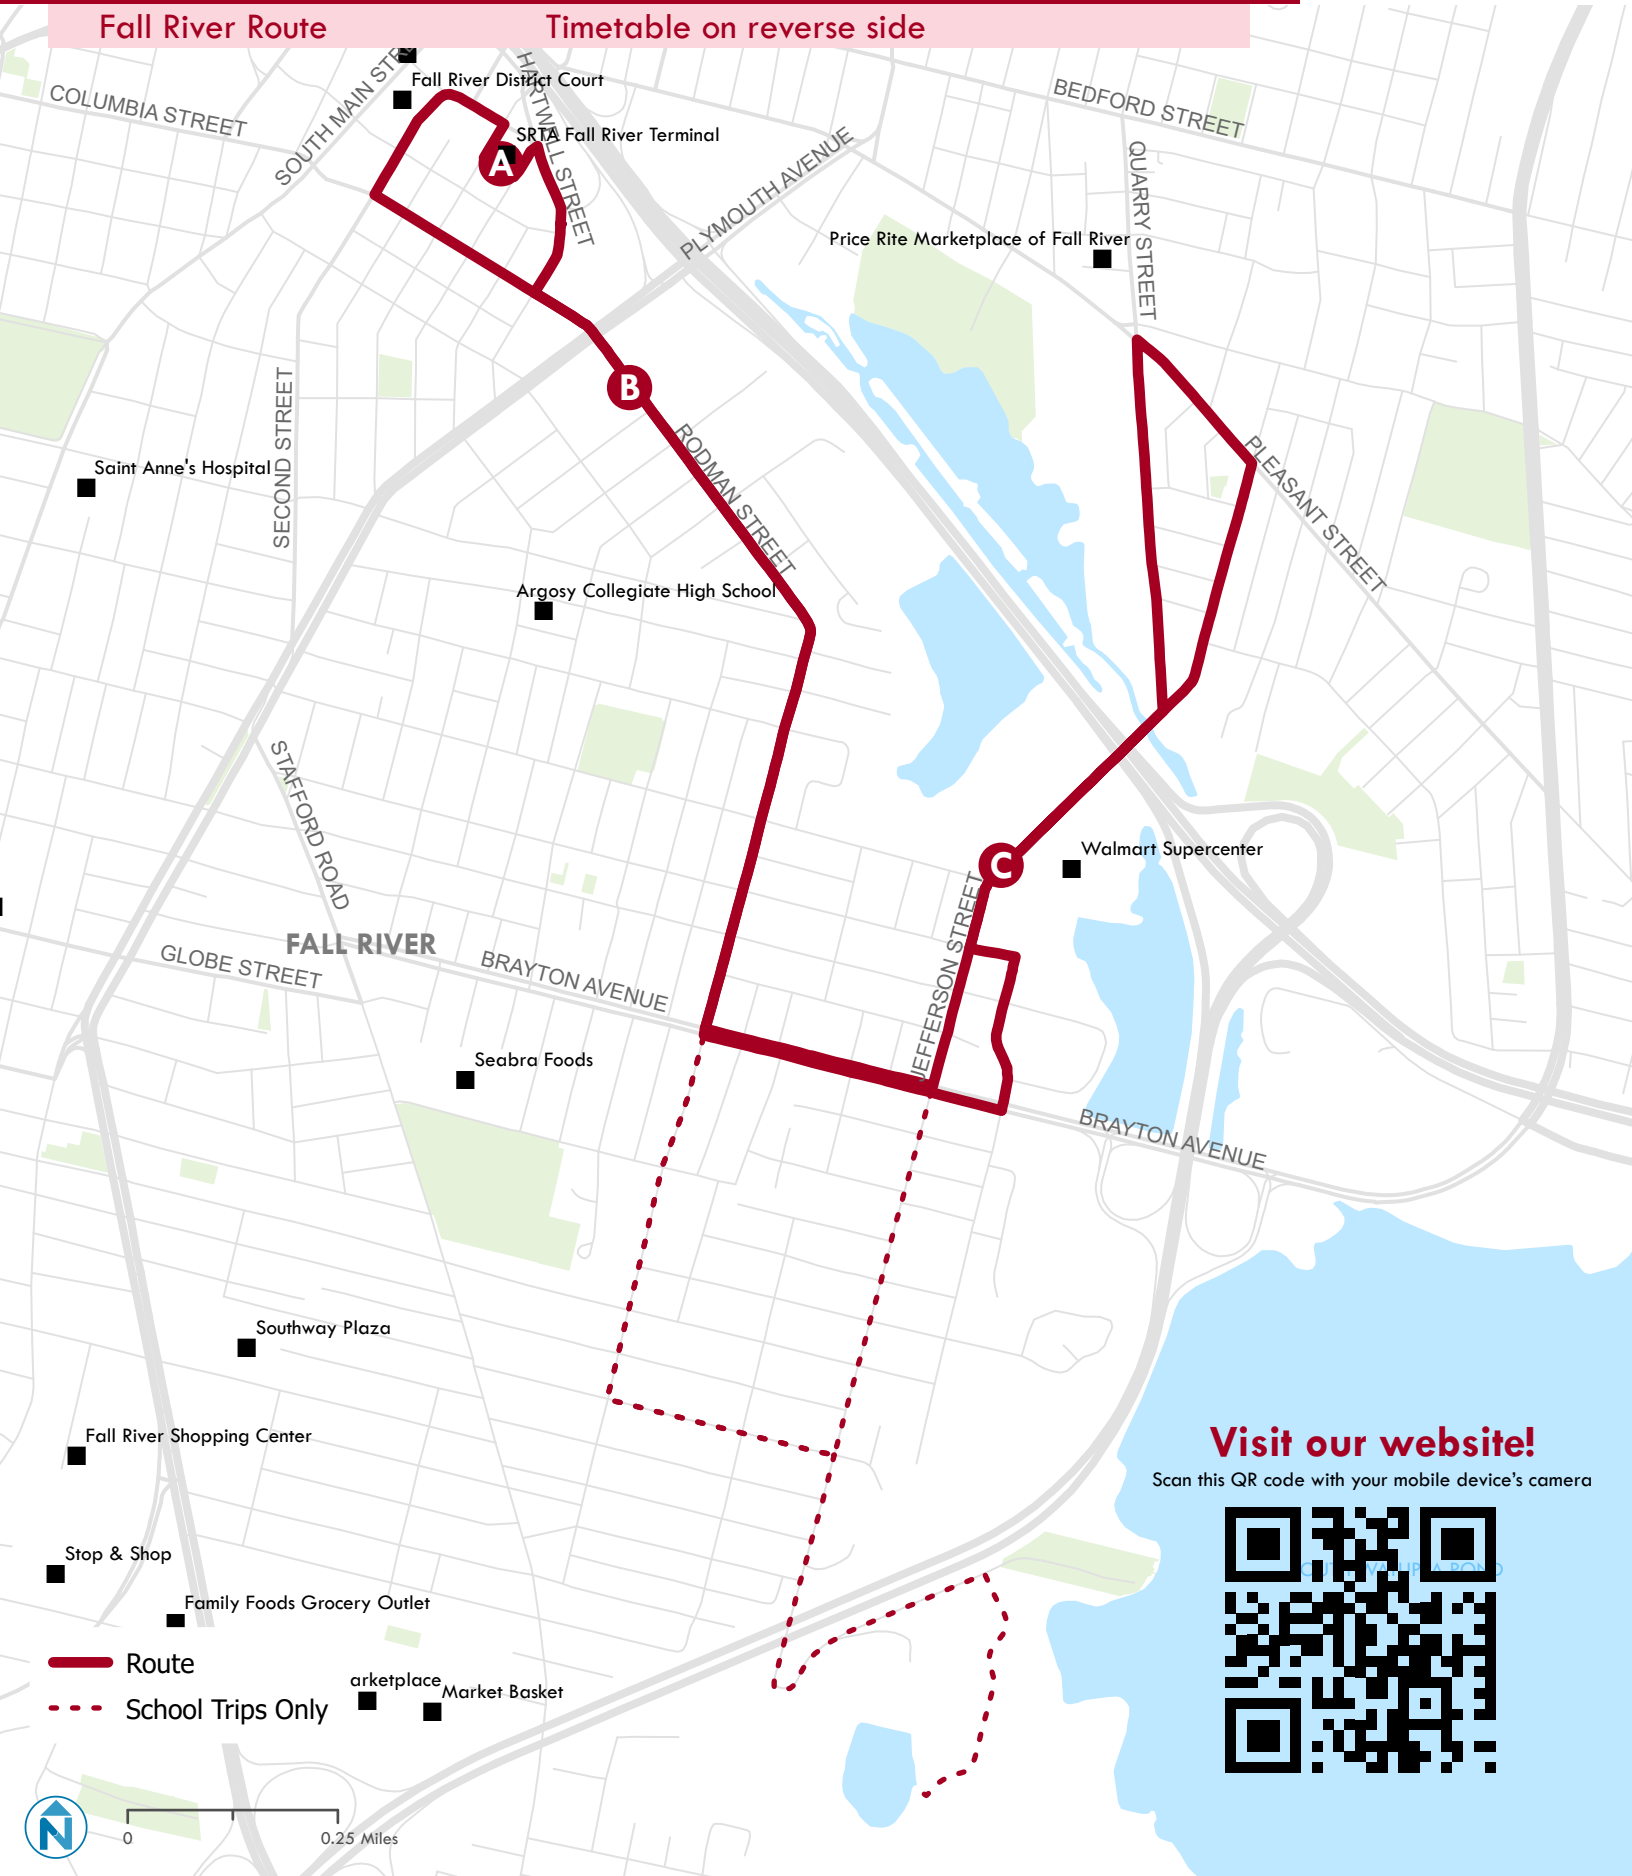 Fall River Route
Timetable on reverse side
Fall River District Court
COLUMBIA STREET
SOUTH MAIN
HARTWELL STREET
SRTA Fall River Terminal
A
BEDFORD STREET
PLYMOUTH AVENUE
QUARRY STREET
Price Rite Marketplace of Fall River
B
SECOND STREET
RODMAN STREET
PLEASANT STREET
Saint Anne's Hospital
Argosy Collegiate High School
STAFFORD ROAD
Walmart Supercenter
C
JEFFERSON STREET
FALL RIVER
GLOBE STREET
BRAYTON AVENUE
Seabra Foods
BRAYTON AVENUE
Southway Plaza
Fall River Shopping Center
Visit our website!
Scan this QR code with your mobile device's camera
Stop & Shop
Family Foods Grocery Outlet
Route
arketplace
Market Basket
School Trips Only
N
0
0.25 Miles